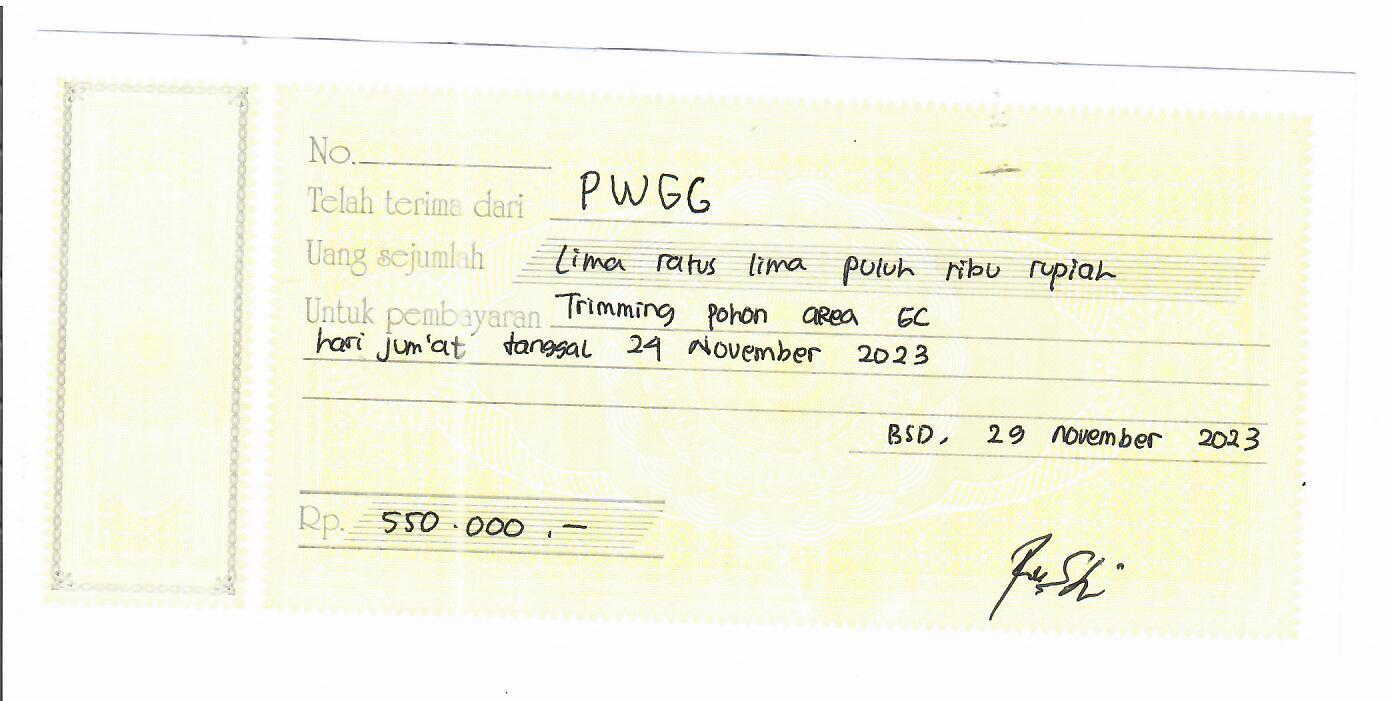 No.
Telah terima dari PWGG
Uang sejumlah Lima ratus lima puluh ribu rupiah
Untuk pembayaran Trimming pohon area GC
hari jum'at tanggal 24 November 2023
BSD, 29 november 2023
Rp. 550.000.-